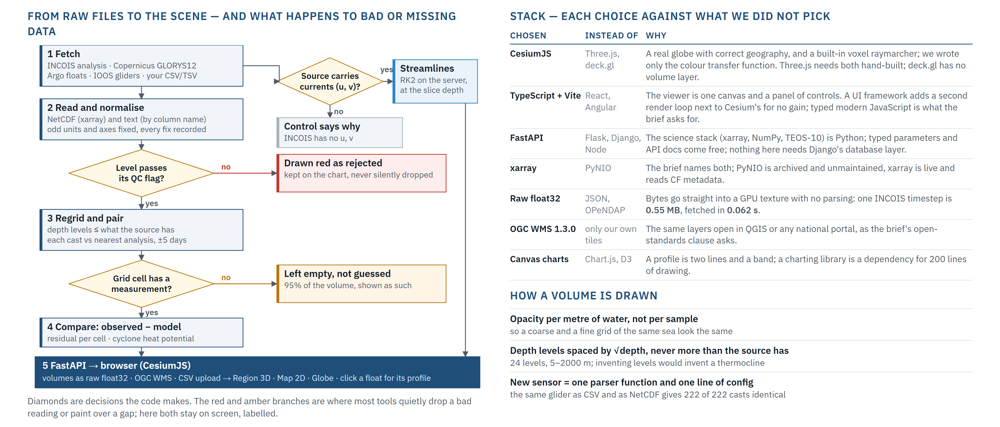 FROM RAW FILES TO THE SCENE — AND WHAT HAPPENS TO BAD OR MISSING
DATA
1 Fetch
INCOIS analysis · Copernicus GLORYS12
Argo floats · IOOS gliders · your CSV/TSV
Source carries
currents (u, v)?
yes
Streamlines
RK2 on the server,
at the slice depth
no
Control says why
INCOIS has no u, v
2 Read and normalise
NetCDF (xarray) and text (by column name)
odd units and axes fixed, every fix recorded
Level passes
its QC flag?
no
Drawn red as rejected
kept on the chart, never silently dropped
yes
3 Regrid and pair
depth levels ≤ what the source has
each cast vs nearest analysis, ±5 days
Grid cell has a
measurement?
no
Left empty, not guessed
95% of the volume, shown as such
yes
4 Compare: observed − model
residual per cell · cyclone heat potential
5 FastAPI → browser (CesiumJS)
volumes as raw float32 · OGC WMS · CSV upload → Region 3D · Map 2D · Globe · click a float for its profile
Diamonds are decisions the code makes. The red and amber branches are where most tools quietly drop a bad
reading or paint over a gap; here both stay on screen, labelled.
STACK — EACH CHOICE AGAINST WHAT WE DID NOT PICK
CHOSEN INSTEAD OF WHY
CesiumJS
Three.js,
deck.gl
A real globe with correct geography, and a built-in voxel raymarcher; we wrote
only the colour transfer function. Three.js needs both hand-built; deck.gl has no
volume layer.
TypeScript + Vite
React,
Angular
The viewer is one canvas and a panel of controls. A UI framework adds a second
render loop next to Cesium's for no gain; typed modern JavaScript is what the
brief asks for.
FastAPI
Flask, Django,
Node
The science stack (xarray, NumPy, TEOS-10) is Python; typed parameters and
API docs come free; nothing here needs Django's database layer.
xarray
PyNIO
The brief names both; PyNIO is archived and unmaintained, xarray is live and
reads CF metadata.
Raw float32
JSON,
OPeNDAP
Bytes go straight into a GPU texture with no parsing: one INCOIS timestep is
0.55 MB, fetched in 0.062 s.
OGC WMS 1.3.0
only our own
tiles
The same layers open in QGIS or any national portal, as the brief's open-
standards clause asks.
Canvas charts
Chart.js, D3
A profile is two lines and a band; a charting library is a dependency for 200 lines
of drawing.
HOW A VOLUME IS DRAWN
Opacity per metre of water, not per sample
so a coarse and a fine grid of the same sea look the same
Depth levels spaced by √depth, never more than the source has
24 levels, 5–2000 m; inventing levels would invent a thermocline
New sensor = one parser function and one line of config
the same glider as CSV and as NetCDF gives 222 of 222 casts identical